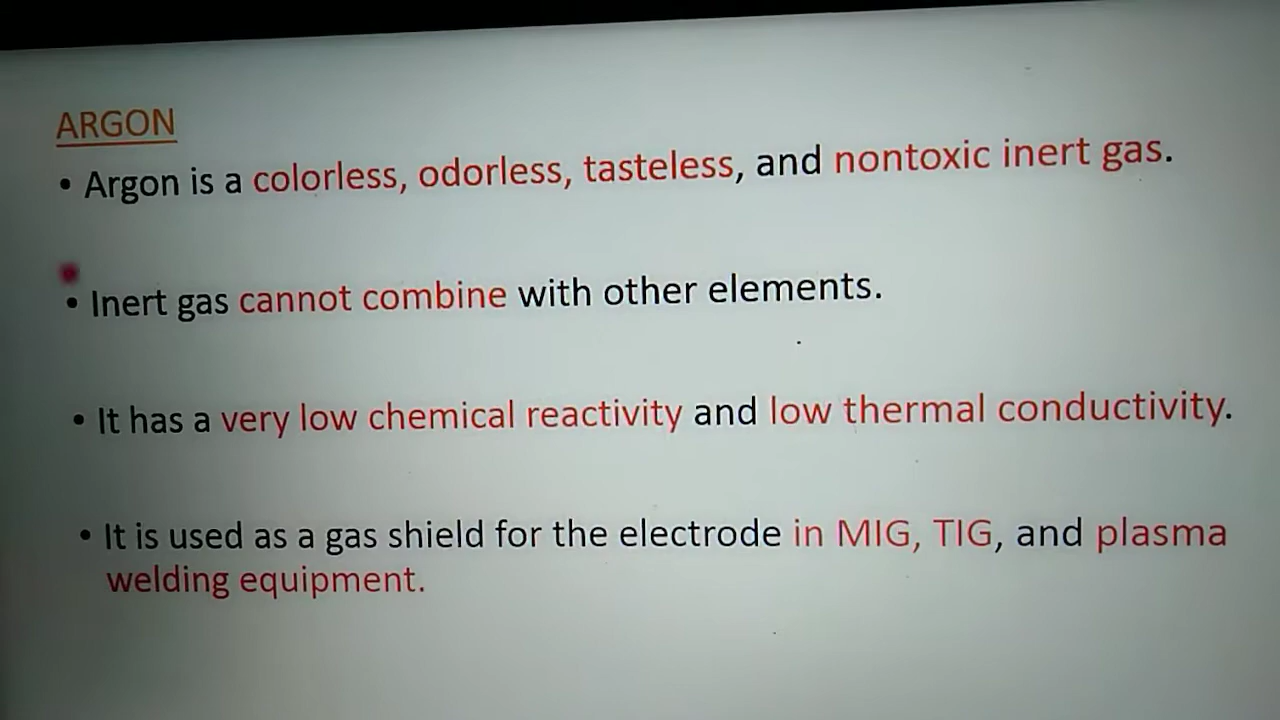 ARGON
• Argon is a colorless, odorless, tasteless, and nontoxic inert gas.
• Inert gas cannot combine with other elements.
• It has a very low chemical reactivity and low thermal conductivity.
• It is used as a gas shield for the electrode in MIG, TIG, and plasma
welding equipment.